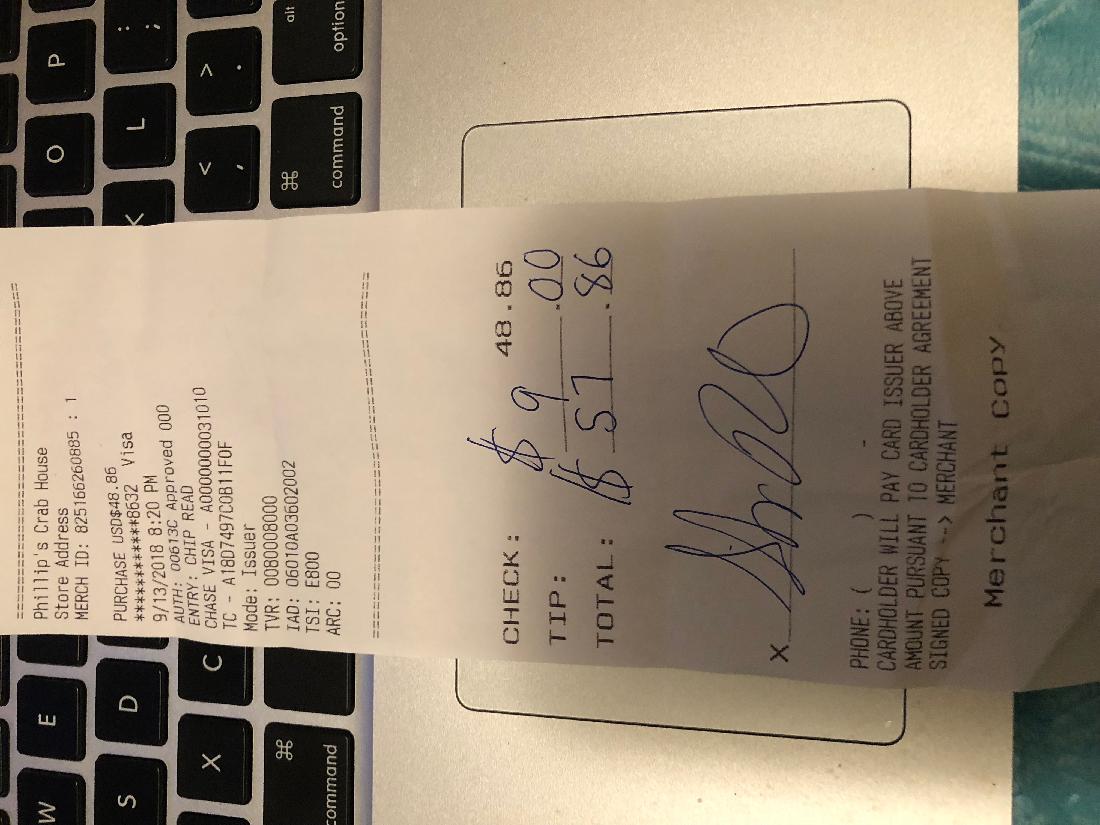 =====================================
Phillip's Crab House
Store Address
MERCH ID: 825166260885 : 1
PURCHASE USD$48.86
************8632 Visa
9/13/2018 8:20 PM
AUTH: 00613C Approved 000
ENTRY: CHIP READ
CHASE VISA - A0000000031010
TC - A18D7497C0B11F0F
Mode: Issuer
TVR: 0080008000
IAD: 06010A03602002
TSI: E800
ARC: 00
=====================================
CHECK: 48.86
TIP: $ 9.00
TOTAL: $ 57.86
X
PHONE: ( ) -
CARDHOLDER WILL PAY CARD ISSUER ABOVE
AMOUNT PURSUANT TO CARDHOLDER AGREEMENT
SIGNED COPY --> MERCHANT
Merchant Copy
P
: ;
alt
option
O
L
> .
< ,
⌘
command
K
E
D
C
W
S
X
⌘
command